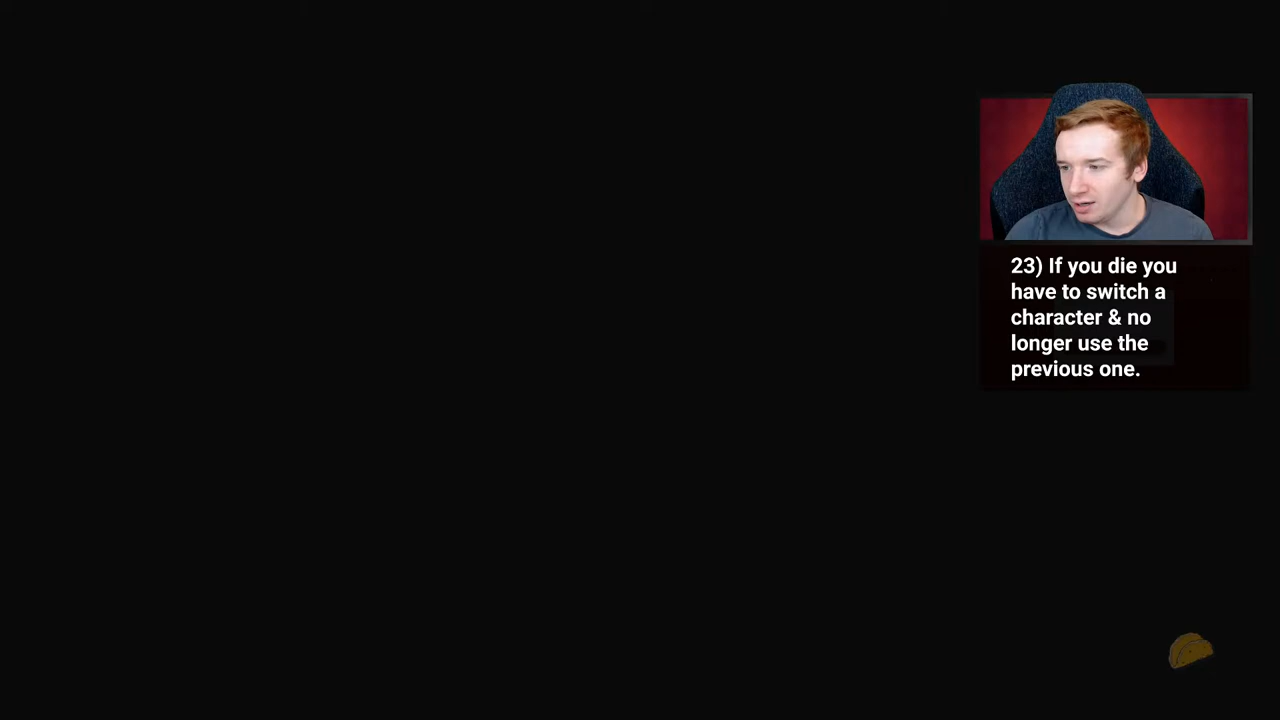 23) If you die you
have to switch a
character & no
longer use the
previous one.